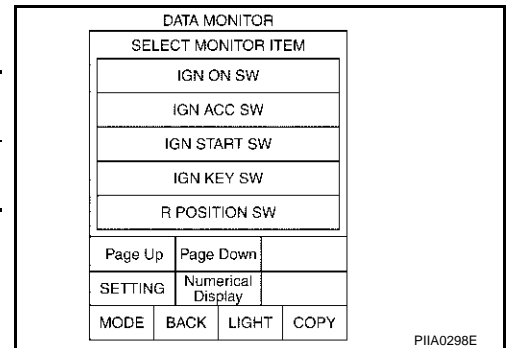 DATA MONITOR
SELECT MONITOR ITEM
IGN ON SW
IGN ACC SW
IGN START SW
IGN KEY SW
R POSITION SW
Page Up Page Down
SETTING Numerical
Display
MODE BACK LIGHT COPY
PIIA0298E